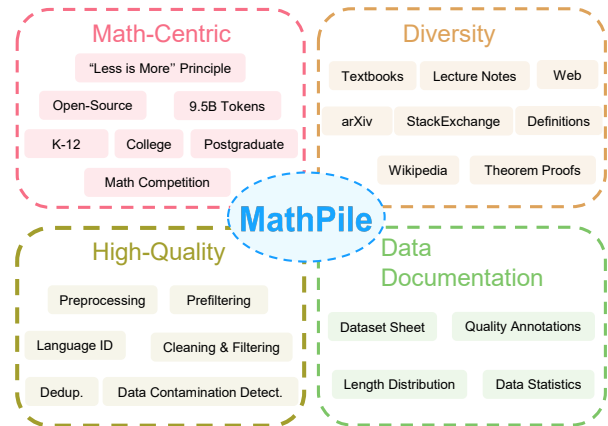 Math-Centric
“Less is More” Principle
Open-Source
9.5B Tokens
K-12
College
Postgraduate
Math Competition
Diversity
Textbooks
Lecture Notes
Web
arXiv
StackExchange
Definitions
Wikipedia
Theorem Proofs
MathPile
High-Quality
Preprocessing
Prefiltering
Language ID
Cleaning & Filtering
Dedup.
Data Contamination Detect.
Data
Documentation
Dataset Sheet
Quality Annotations
Length Distribution
Data Statistics